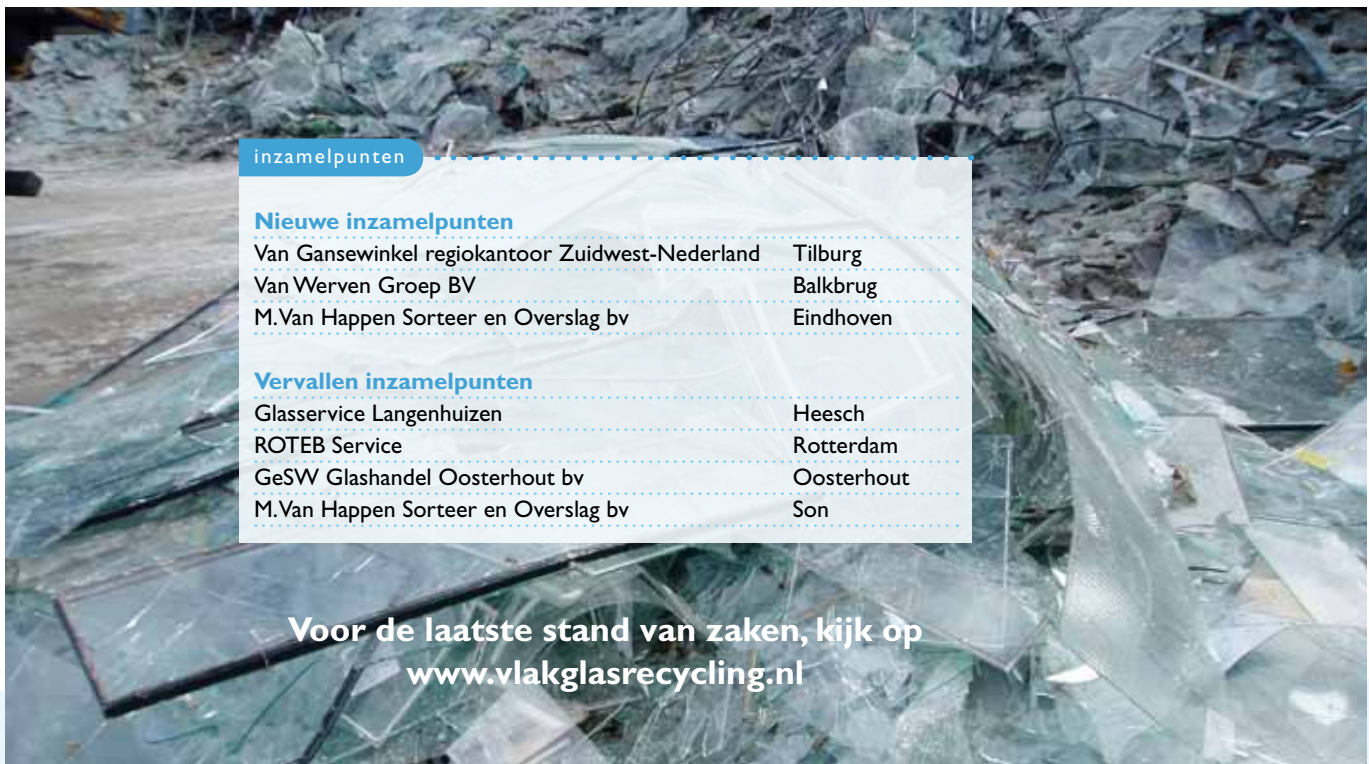 inzamelpunten
Nieuwe inzamelpunten
Van Gansewinkel regiokantoor Zuidwest-Nederland Tilburg
Van Werven Groep BV Balkbrug
M.Van Happen Sorteer en Overslag bv Eindhoven
Vervallen inzamelpunten
Glasservice Langenhuizen Heesch
ROTEB Service Rotterdam
GeSW Glashandel Oosterhout bv Oosterhout
M.Van Happen Sorteer en Overslag bv Son
Voor de laatste stand van zaken, kijk op
www.vlakglasrecycling.nl